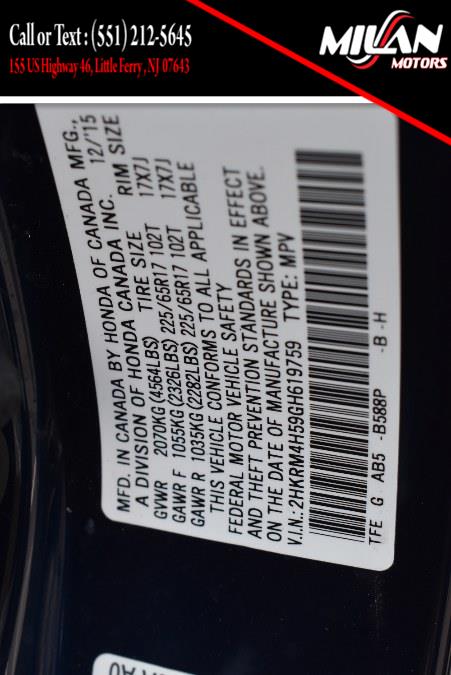 Call or Text : (551) 212-5645
155 US Highway 46, Little Ferry , NJ 07643
MILAN
MOTORS
MFD. IN CANADA BY HONDA OF CANADA MFG.,
A DIVISION OF HONDA CANADA INC. 12/'15
TIRE SIZE RIM SIZE
GVWR 2070KG (4564LBS)
GAWR F 1055KG (2326LBS) 225/65R17 102T 17X7J
GAWR R 1035KG (2282LBS) 225/65R17 102T 17X7J
THIS VEHICLE CONFORMS TO ALL APPLICABLE
FEDERAL MOTOR VEHICLE SAFETY
AND THEFT PREVENTION STANDARDS IN EFFECT
ON THE DATE OF MANUFACTURE SHOWN ABOVE.
V.I.N.: 2HKRM4H59GH619759 TYPE: MPV
TFE G AB5 -B588P -B -H